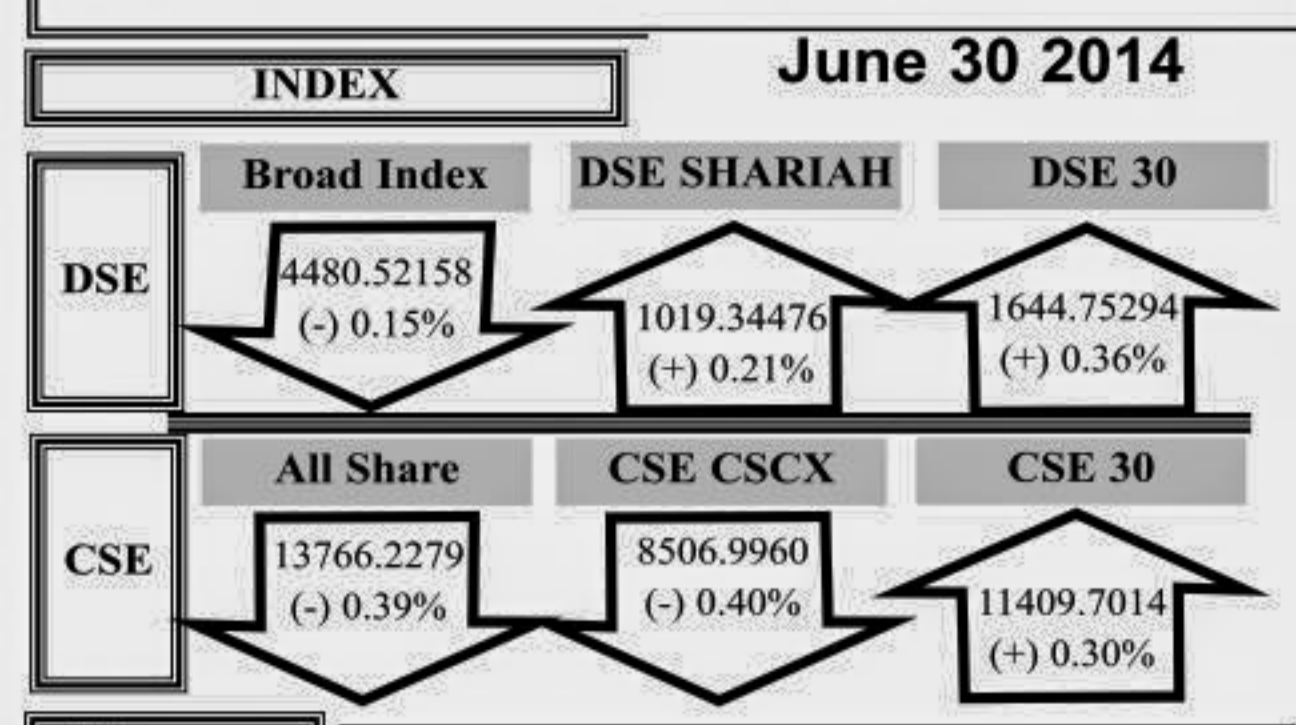 INDEX
June 30 2014
DSE
Broad Index
4480.52158
(-) 0.15%
DSE SHARIAH
1019.34476
(+) 0.21%
DSE 30
1644.75294
(+) 0.36%
CSE
All Share
13766.2279
(-) 0.39%
CSE CSCX
8506.9960
(-) 0.40%
CSE 30
11409.7014
(+) 0.30%